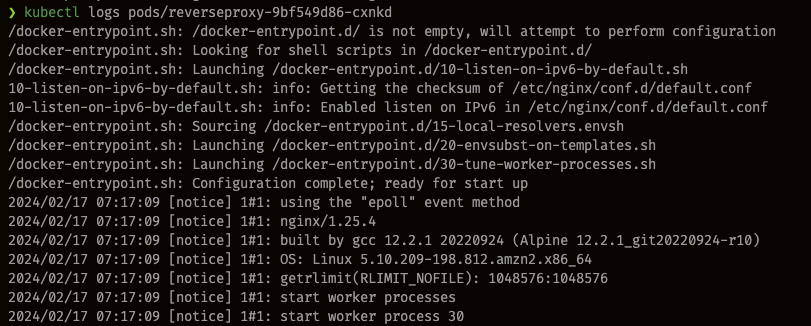 ❯ kubectl logs pods/reverseproxy-9bf549d86-cxnkd
/docker-entrypoint.sh: /docker-entrypoint.d/ is not empty, will attempt to perform configuration
/docker-entrypoint.sh: Looking for shell scripts in /docker-entrypoint.d/
/docker-entrypoint.sh: Launching /docker-entrypoint.d/10-listen-on-ipv6-by-default.sh
10-listen-on-ipv6-by-default.sh: info: Getting the checksum of /etc/nginx/conf.d/default.conf
10-listen-on-ipv6-by-default.sh: info: Enabled listen on IPv6 in /etc/nginx/conf.d/default.conf
/docker-entrypoint.sh: Sourcing /docker-entrypoint.d/15-local-resolvers.envsh
/docker-entrypoint.sh: Launching /docker-entrypoint.d/20-envsubst-on-templates.sh
/docker-entrypoint.sh: Launching /docker-entrypoint.d/30-tune-worker-processes.sh
/docker-entrypoint.sh: Configuration complete; ready for start up
2024/02/17 07:17:09 [notice] 1#1: using the "epoll" event method
2024/02/17 07:17:09 [notice] 1#1: nginx/1.25.4
2024/02/17 07:17:09 [notice] 1#1: built by gcc 12.2.1 20220924 (Alpine 12.2.1_git20220924-r10)
2024/02/17 07:17:09 [notice] 1#1: OS: Linux 5.10.209-198.812.amzn2.x86_64
2024/02/17 07:17:09 [notice] 1#1: getrlimit(RLIMIT_NOFILE): 1048576:1048576
2024/02/17 07:17:09 [notice] 1#1: start worker processes
2024/02/17 07:17:09 [notice] 1#1: start worker process 30